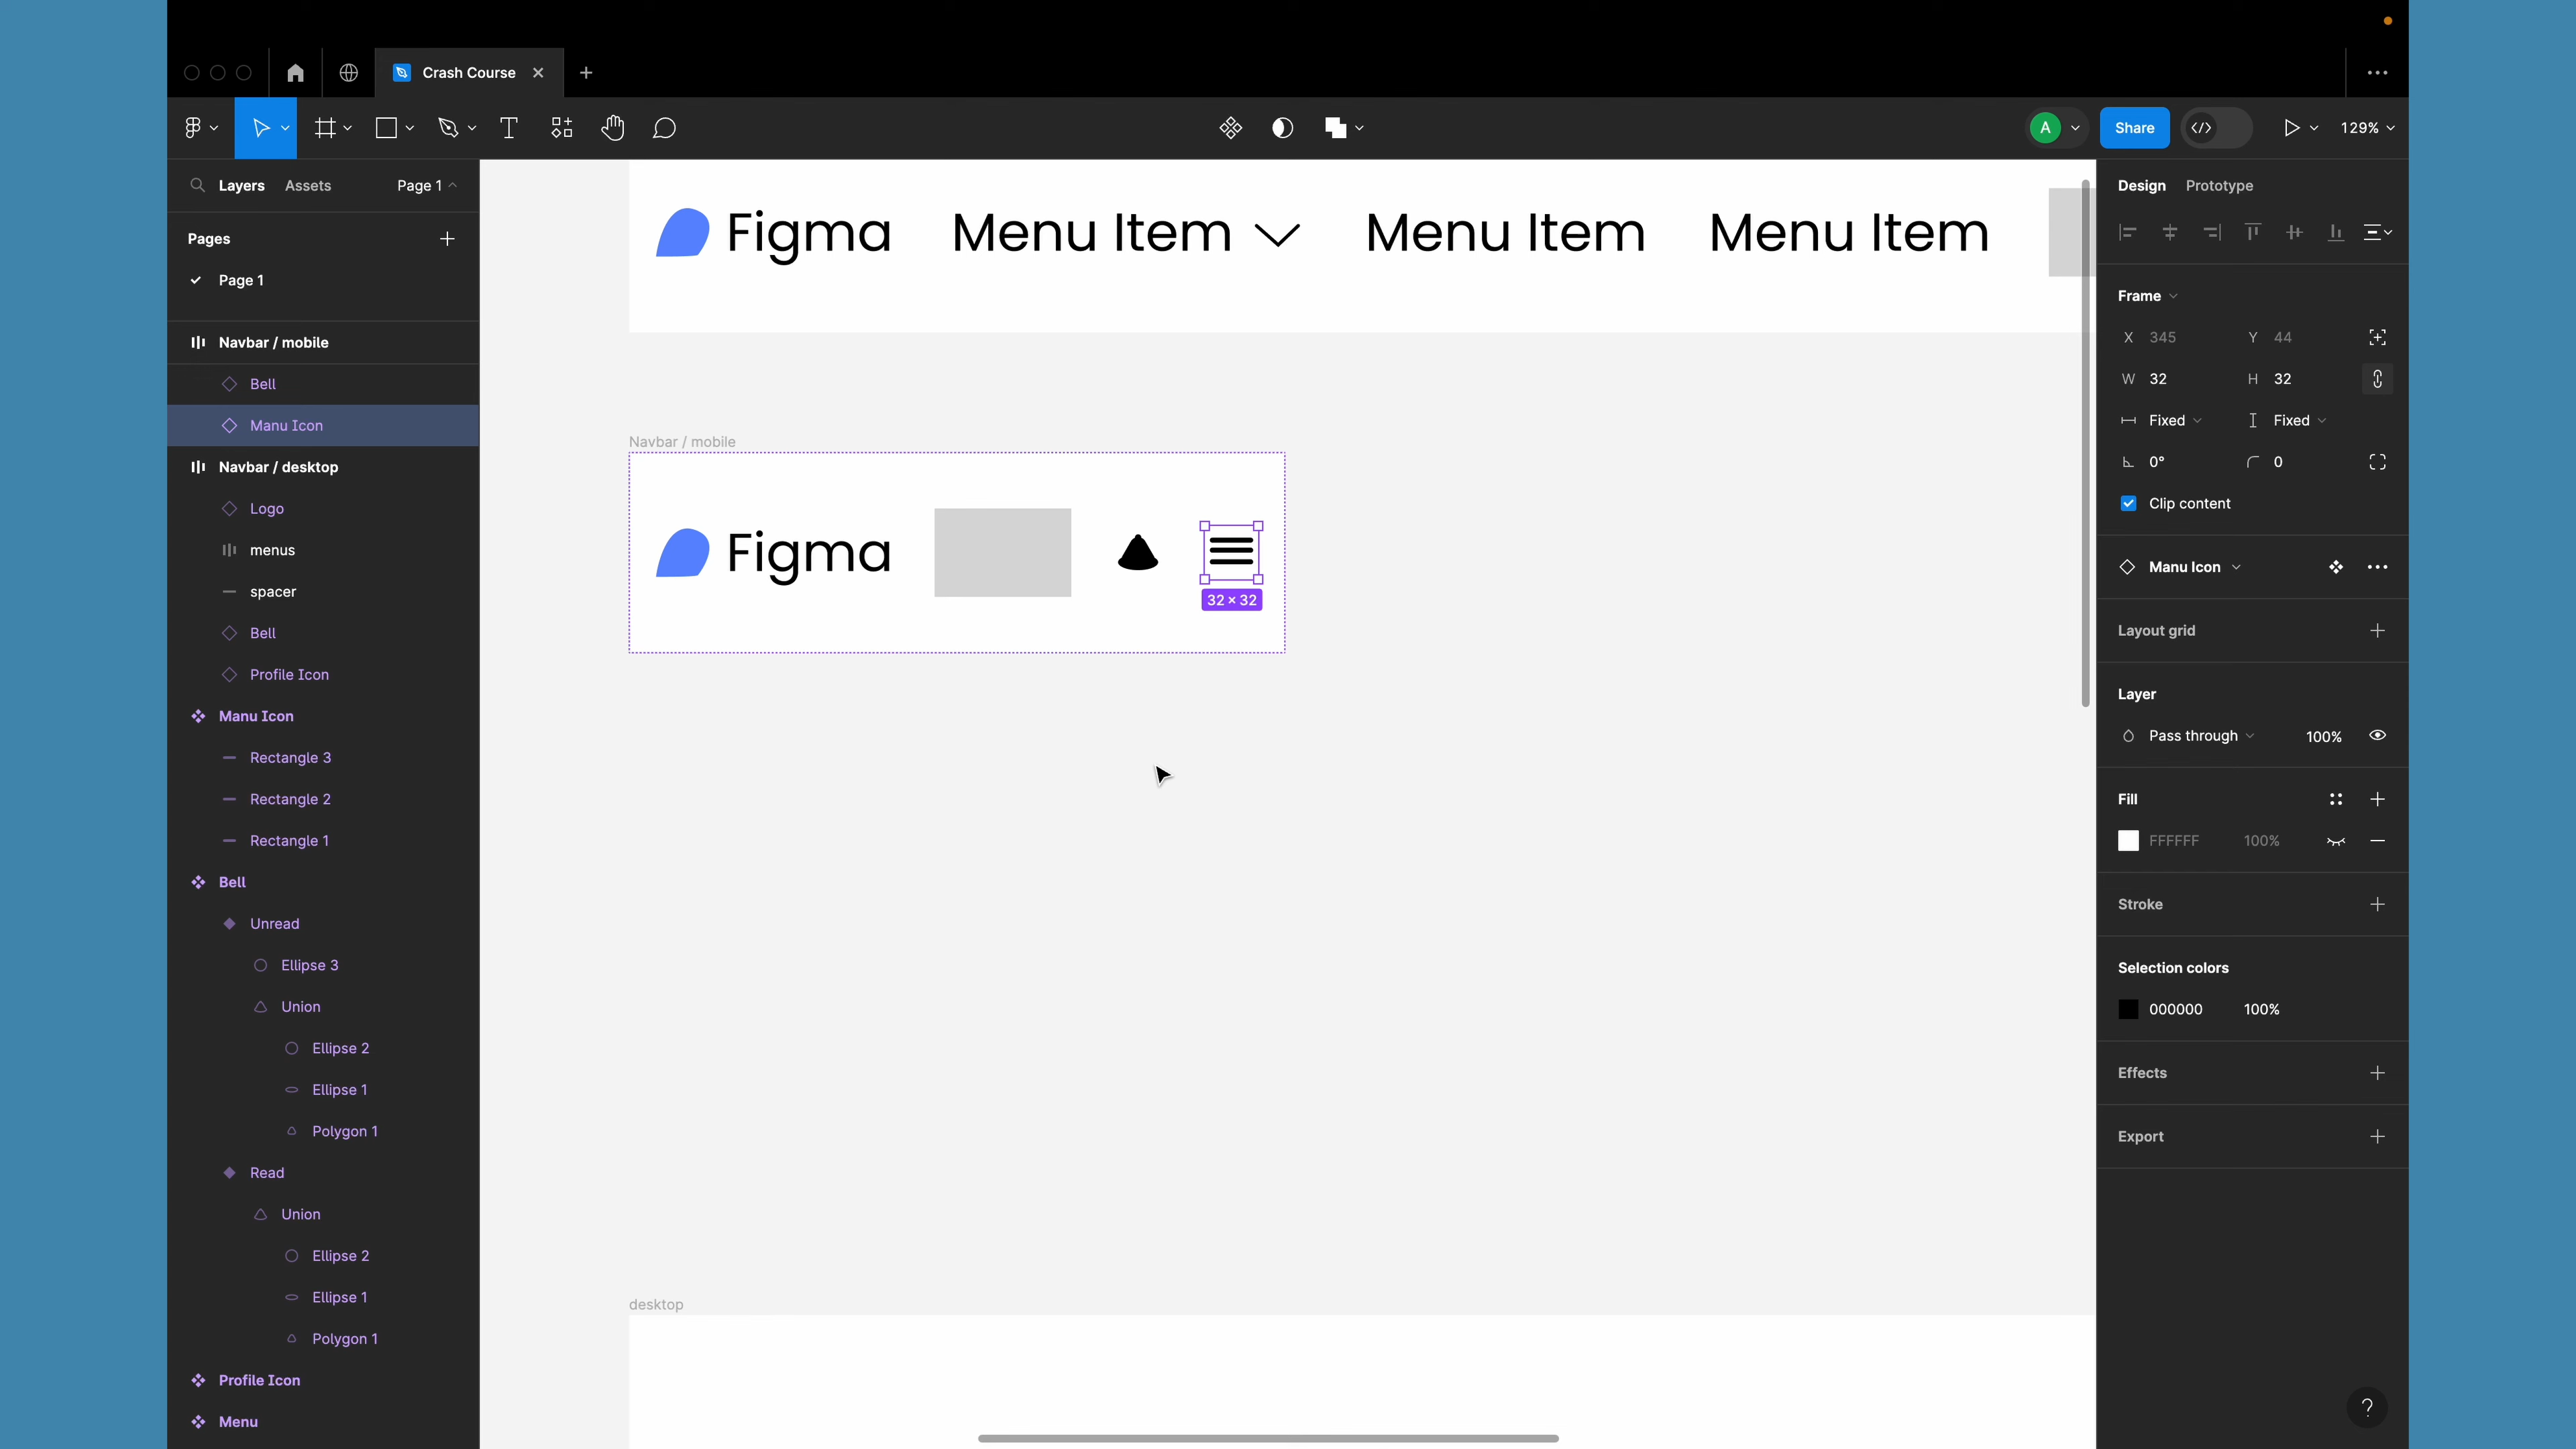 Crash Course
A
Share
129%
Layers Assets Page 1
Pages
Page 1
Navbar / mobile
Bell
Manu Icon
Navbar / desktop
Logo
menus
spacer
Bell
Profile Icon
Manu Icon
Rectangle 3
Rectangle 2
Rectangle 1
Bell
Unread
Ellipse 3
Union
Ellipse 2
Ellipse 1
Polygon 1
Read
Union
Ellipse 2
Ellipse 1
Polygon 1
Profile Icon
Menu
Figma Menu Item Menu Item Menu Item
Navbar / mobile
Figma
32 × 32
desktop
Design Prototype
Frame
X 345 Y 44
W 32 H 32
Fixed Fixed
0° 0
Clip content
Manu Icon
Layout grid
Layer
Pass through 100%
Fill
FFFFFF 100%
Stroke
Selection colors
000000 100%
Effects
Export
?